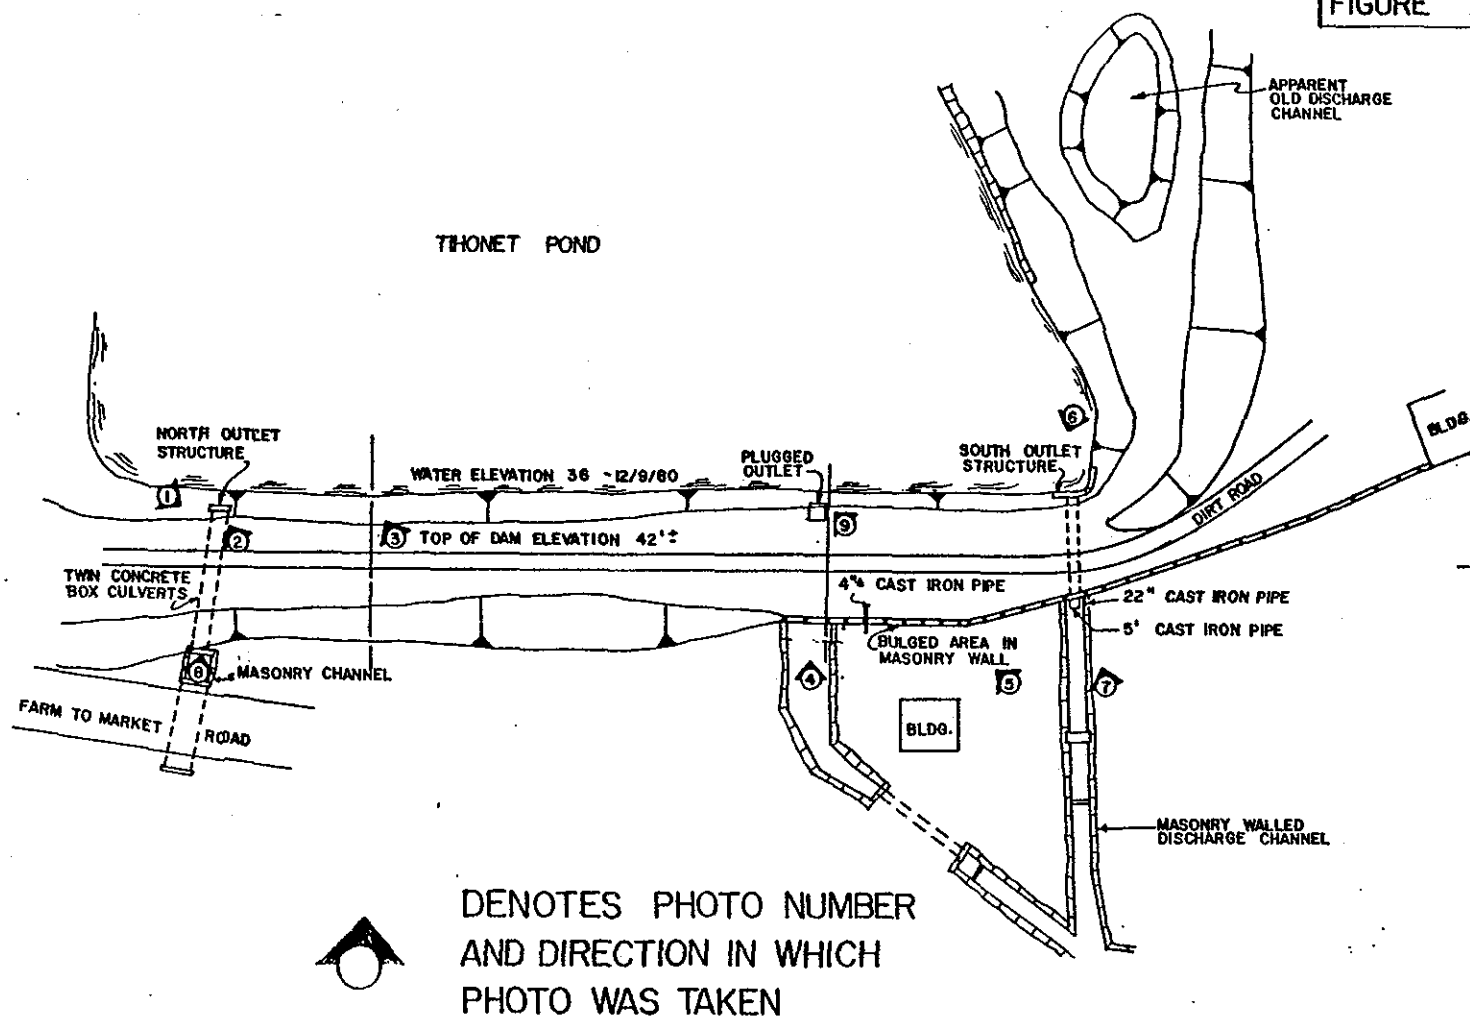 FIGURE
APPARENT
OLD DISCHARGE
CHANNEL
TIHONET POND
6
BLDG.
NORTH OUTLET
STRUCTURE
PLUGGED
OUTLET
SOUTH OUTLET
STRUCTURE
1
WATER ELEVATION 36 -12/9/80
DIRT ROAD
2
3
TOP OF DAM ELEVATION 42'±
9
TWIN CONCRETE
BOX CULVERTS
4"ø CAST IRON PIPE
22" CAST IRON PIPE
5' CAST IRON PIPE
BULGED AREA IN
MASONRY WALL
8
MASONRY CHANNEL
4
5
7
FARM TO MARKET ROAD
BLDG.
MASONRY WALLED
DISCHARGE CHANNEL
DENOTES PHOTO NUMBER
AND DIRECTION IN WHICH
PHOTO WAS TAKEN